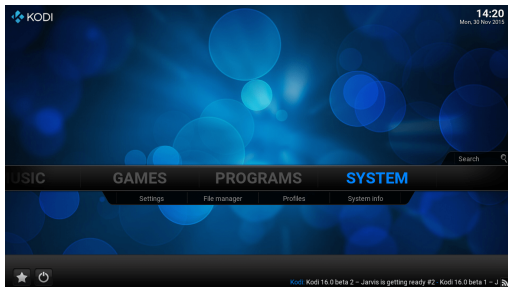 KODI
14:20
Mon, 30 Nov 2015
Search
USIC GAMES PROGRAMS SYSTEM
Settings File manager Profiles System info
Kodi: Kodi 16.0 beta 2 – Jarvis is getting ready #2 · Kodi 16.0 beta 1 – J